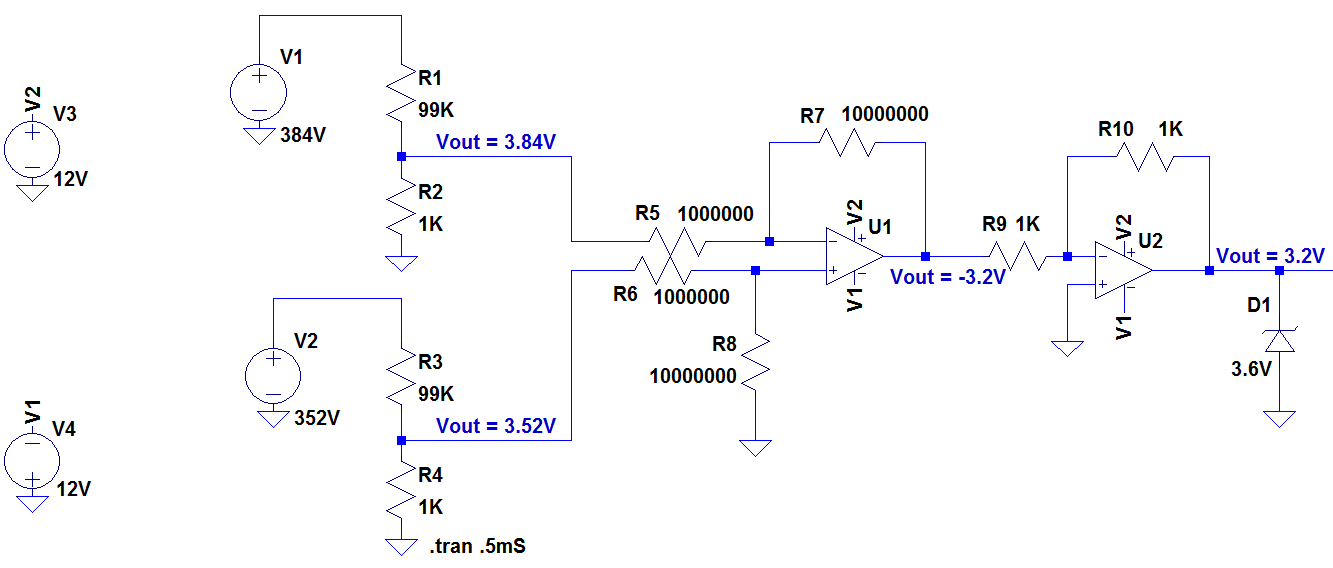 V1
384V
R1
99K
Vout = 3.84V
R2
1K
V2
V3
12V
R7 10000000
R5 1000000
R6 1000000
V2
U1
V1
Vout = -3.2V
R8
10000000
R9 1K
R10 1K
V2
U2
V1
Vout = 3.2V
D1
3.6V
V2
352V
R3
99K
Vout = 3.52V
R4
1K
V1
V4
12V
.tran .5mS